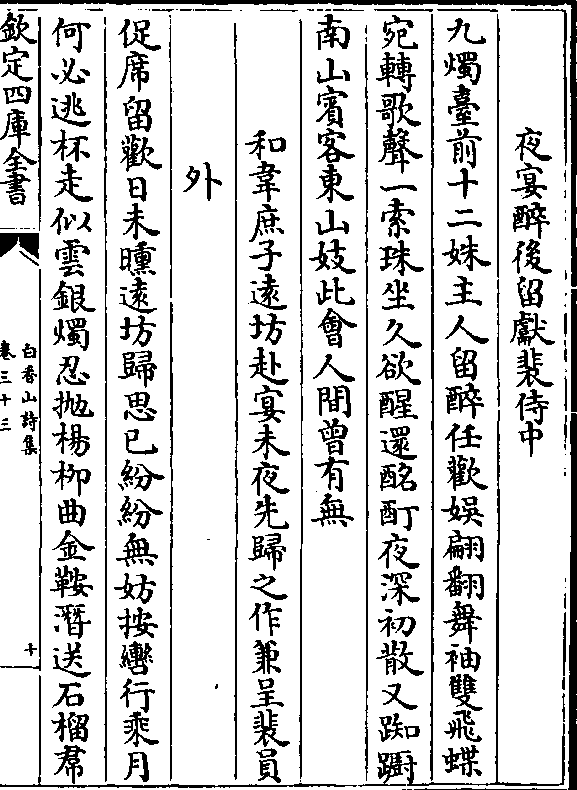 夜宴醉後留獻裴侍中
九燭臺前十二姝主人留醉任歡娛翩翻舞袖雙飛蝶
宛轉歌聲一索珠坐久欲醒還酩酊夜深初散又踟躕
南山賓客東山妓此會人間曾有無
和韋庶子遠坊赴宴未夜先歸之作兼呈裴員
外
促席留歡日未曛遠坊歸思已紛紛無妨按轡行乘月
何必逃杯走似雲銀燭忍拋楊柳曲金鞍潛送石榴帬
欽定四庫全書
白香山詩集
卷三十三
十